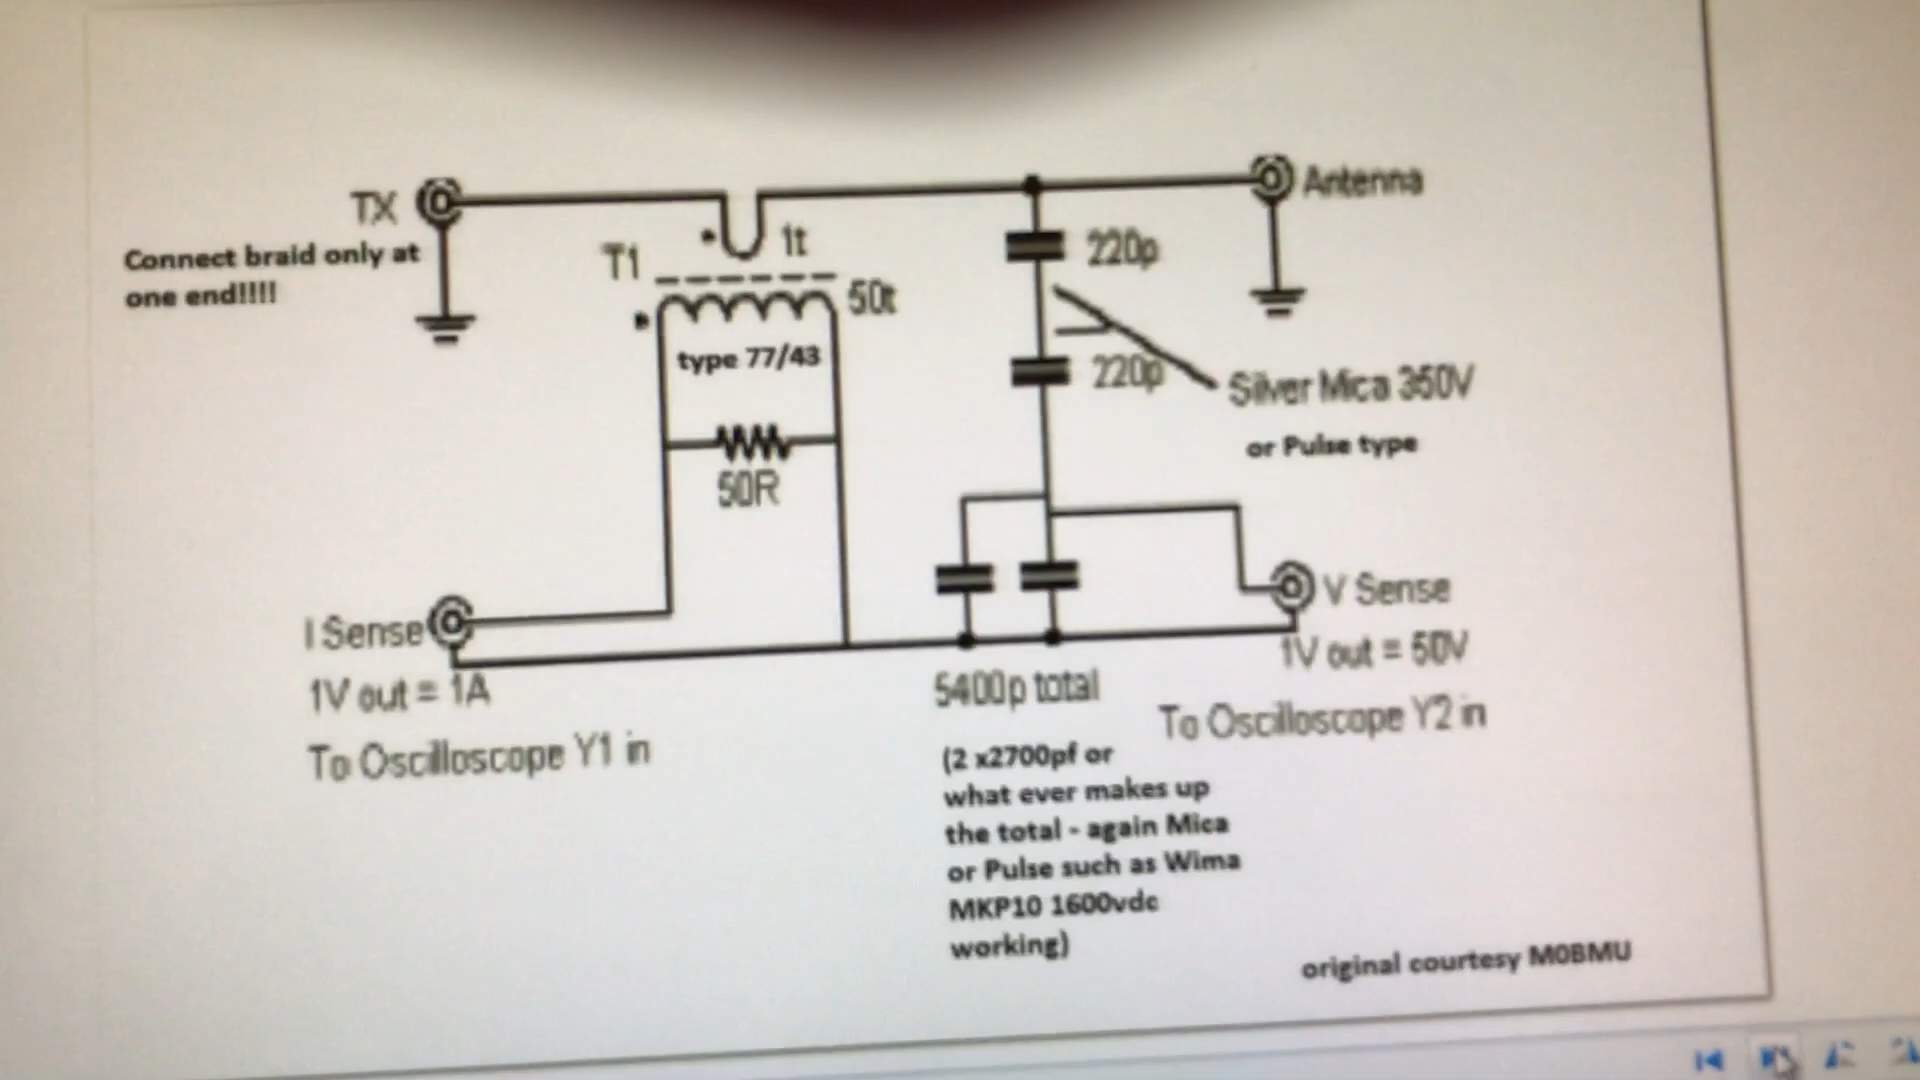 TX
Connect braid only at
one end!!!!
T1
1t
50t
type 77/43
50R
Antenna
220p
220p
Silver Mica 350V
or Pulse type
I Sense
1V out = 1A
To Oscilloscope Y1 in
V Sense
1V out = 50V
To Oscilloscope Y2 in
5400p total
(2 x2700pf or
what ever makes up
the total - again Mica
or Pulse such as Wima
MKP10 1600vdc
working)
original courtesy M0BMU